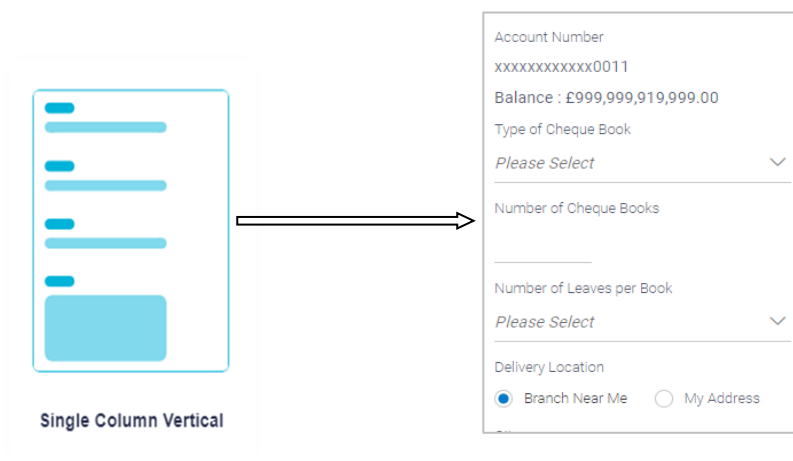 Account Number
xxxxxxxxxxxx0011
Balance : £999,999,919,999.00
Type of Cheque Book
Please Select
Number of Cheque Books
Number of Leaves per Book
Please Select
Delivery Location
Branch Near Me My Address
Single Column Vertical